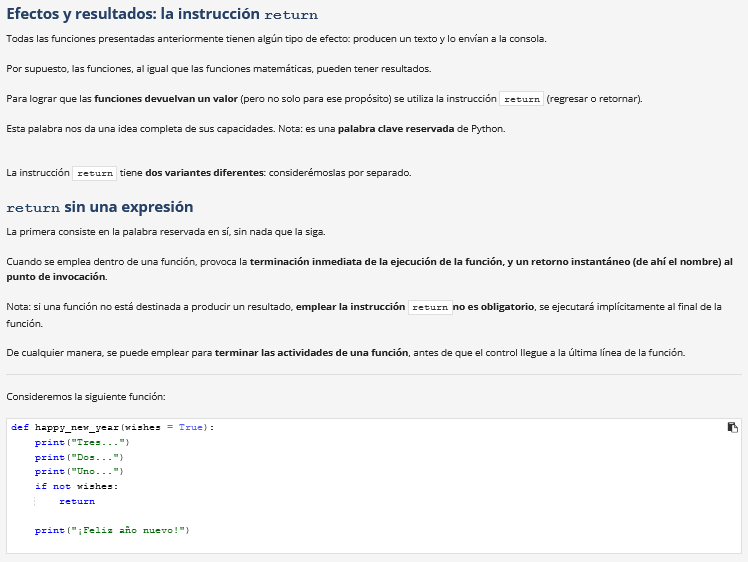 Efectos y resultados: la instrucción return
Todas las funciones presentadas anteriormente tienen algún tipo de efecto: producen un texto y lo envían a la consola.
Por supuesto, las funciones, al igual que las funciones matemáticas, pueden tener resultados.
Para lograr que las funciones devuelvan un valor (pero no solo para ese propósito) se utiliza la instrucción return (regresar o retornar).
Esta palabra nos da una idea completa de sus capacidades. Nota: es una palabra clave reservada de Python.
La instrucción return tiene dos variantes diferentes: considerémoslas por separado.
return sin una expresión
La primera consiste en la palabra reservada en sí, sin nada que la siga.
Cuando se emplea dentro de una función, provoca la terminación inmediata de la ejecución de la función, y un retorno instantáneo (de ahí el nombre) al
punto de invocación.
Nota: si una función no está destinada a producir un resultado, emplear la instrucción return no es obligatorio, se ejecutará implícitamente al final de la
función.
De cualquier manera, se puede emplear para terminar las actividades de una función, antes de que el control llegue a la última línea de la función.
Consideremos la siguiente función:
def happy_new_year(wishes = True):
    print("Tres...")
    print("Dos...")
    print("Uno...")
    if not wishes:
        return
    print("¡Feliz año nuevo!")